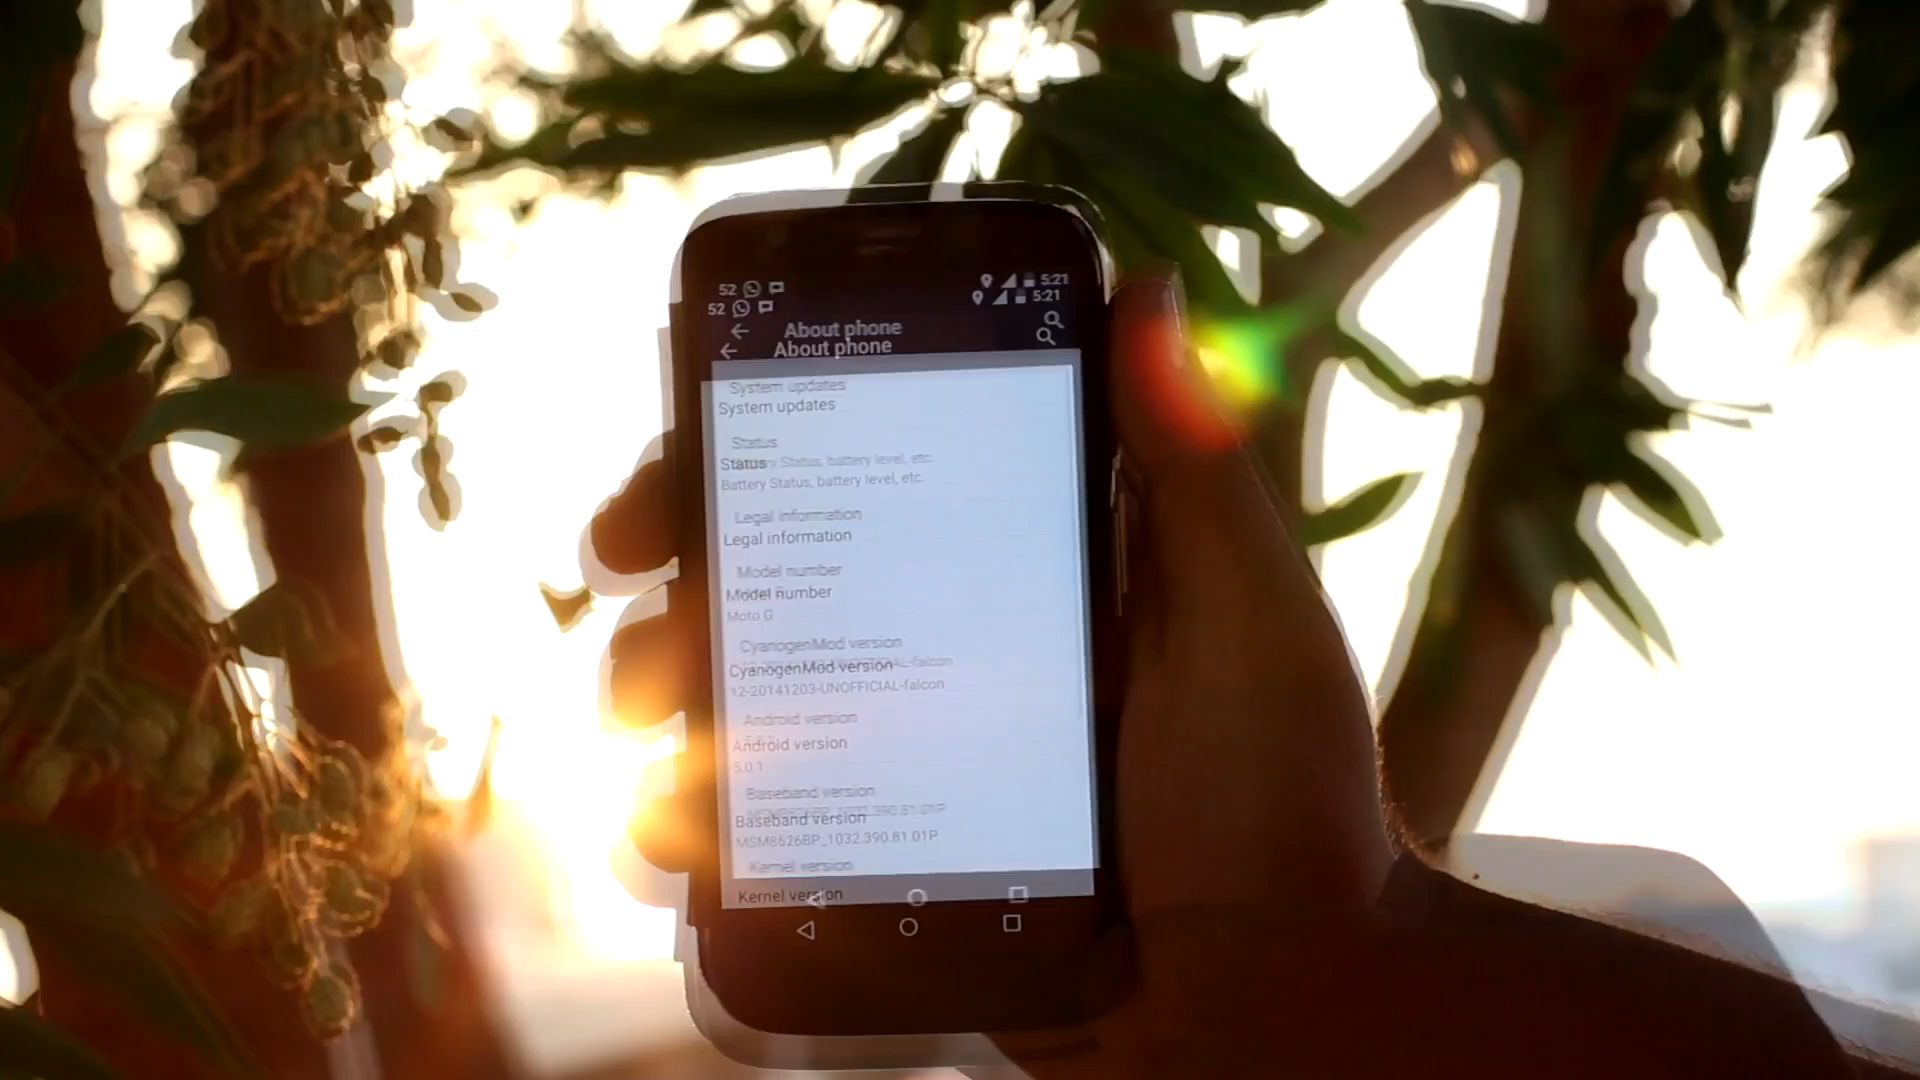 52 5:21
About phone
System updates
Status
Battery Status, battery level, etc.
Legal information
Model number
Moto G
CyanogenMod version
12-20141203-UNOFFICIAL-falcon
Android version
5.0.1
Baseband version
MSM8626BP_1032.390.81.01P
Kernel version